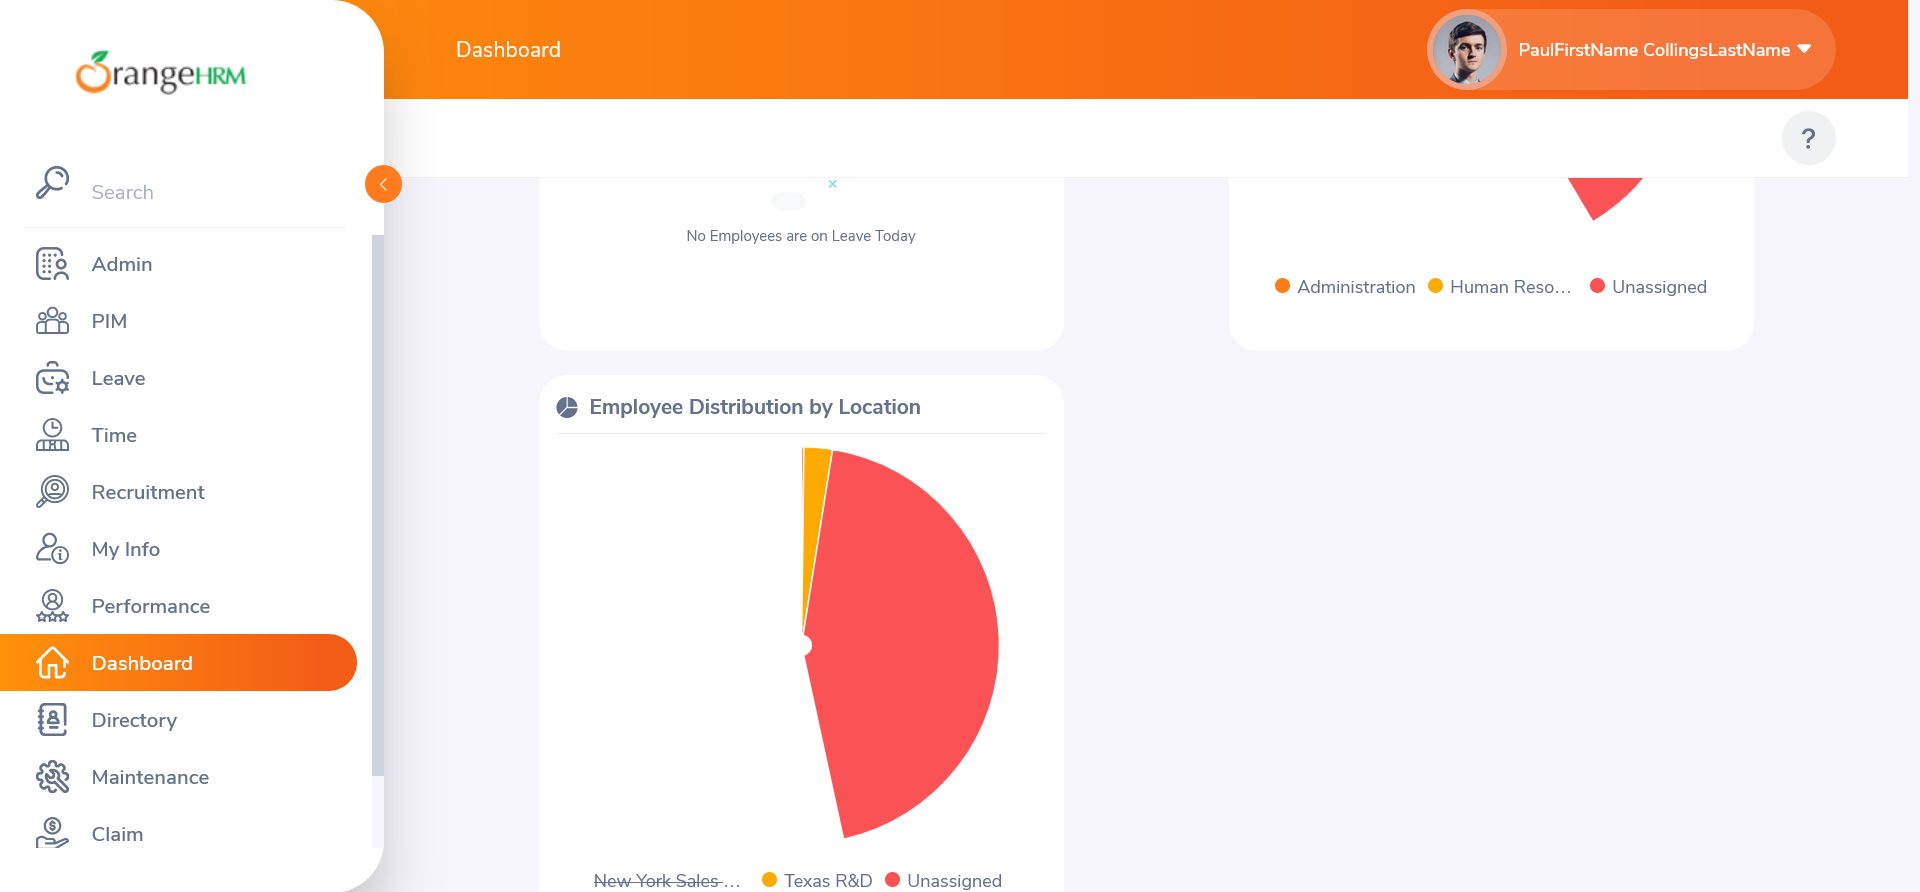 OrangeHRM
Dashboard
PaulFirstName CollingsLastName
?
Search
Admin
PIM
Leave
Time
Recruitment
My Info
Performance
Dashboard
Directory
Maintenance
Claim
No Employees are on Leave Today
Administration Human Reso... Unassigned
Employee Distribution by Location
New York Sales ... Texas R&D Unassigned